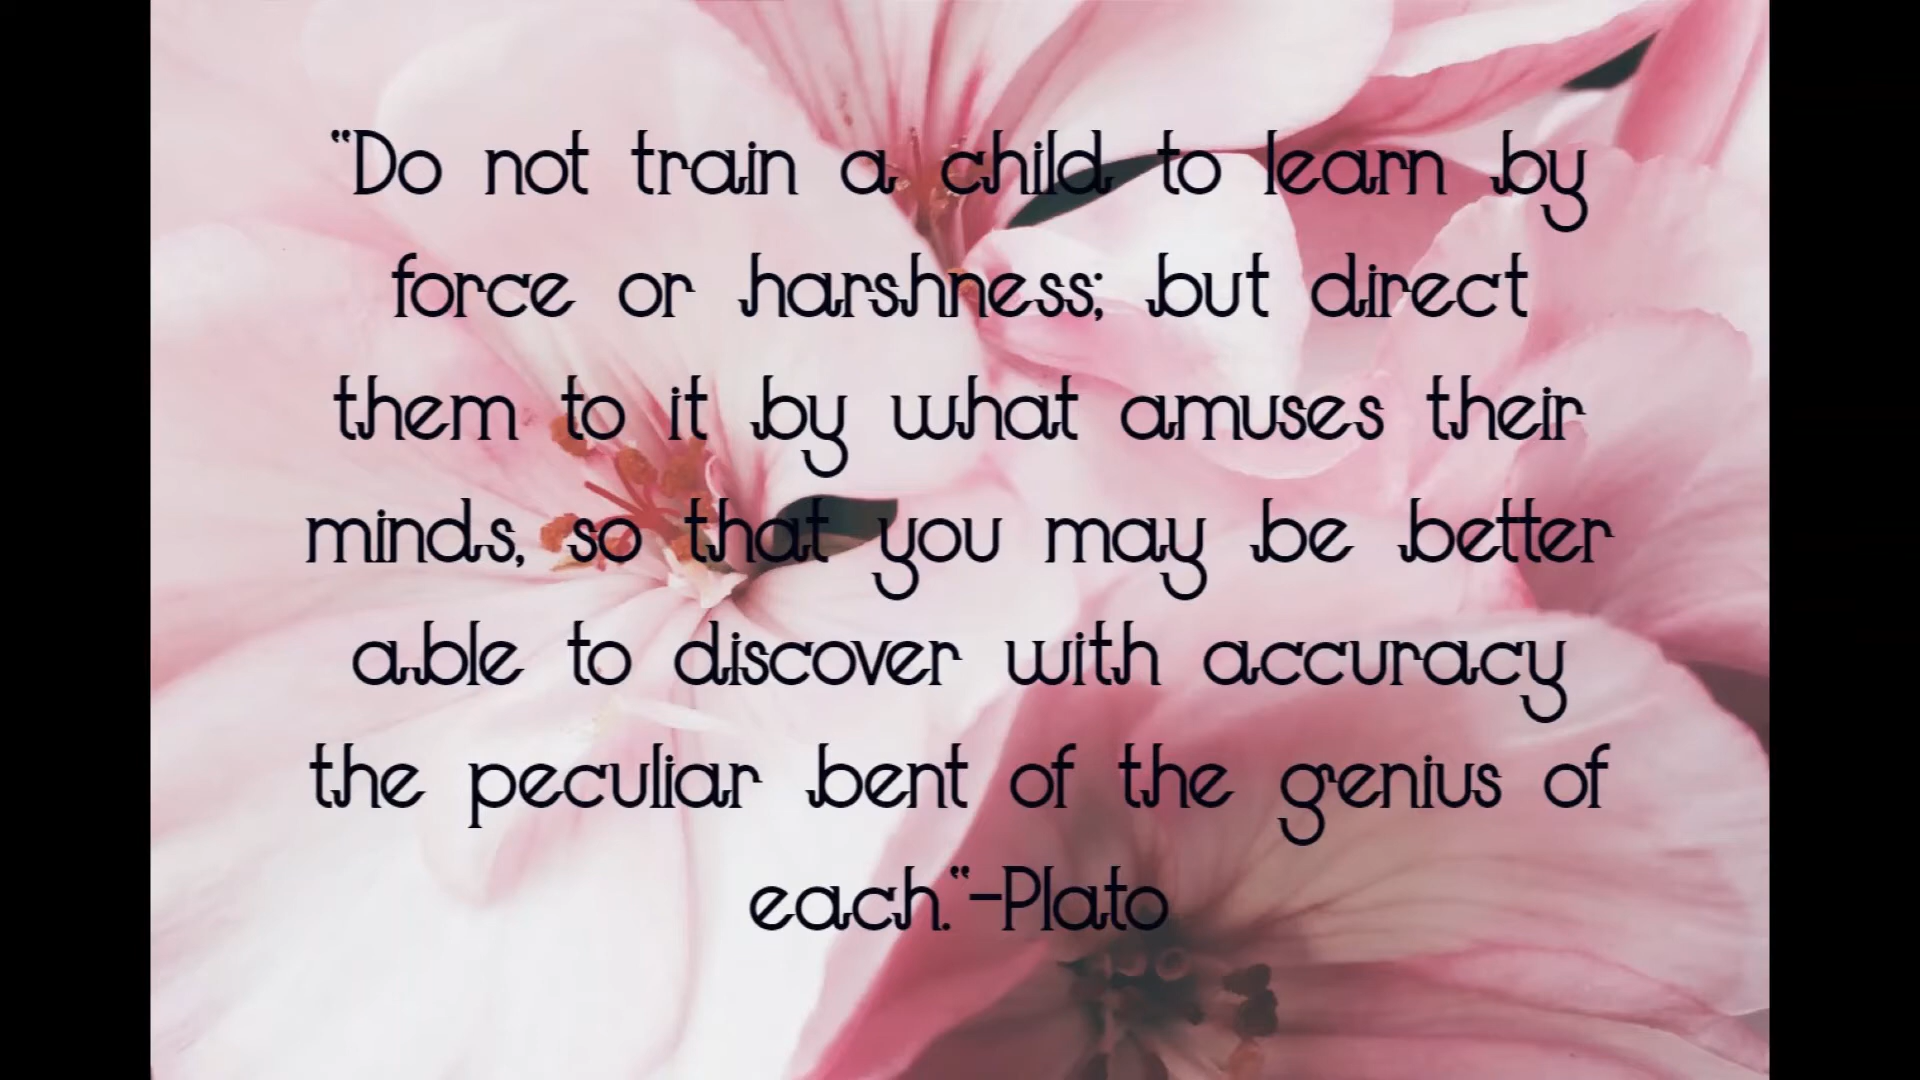 “Do not train a child to learn by
force or harshness; but direct
them to it by what amuses their
minds, so that you may be better
able to discover with accuracy
the peculiar bent of the genius of
each.“-Plato